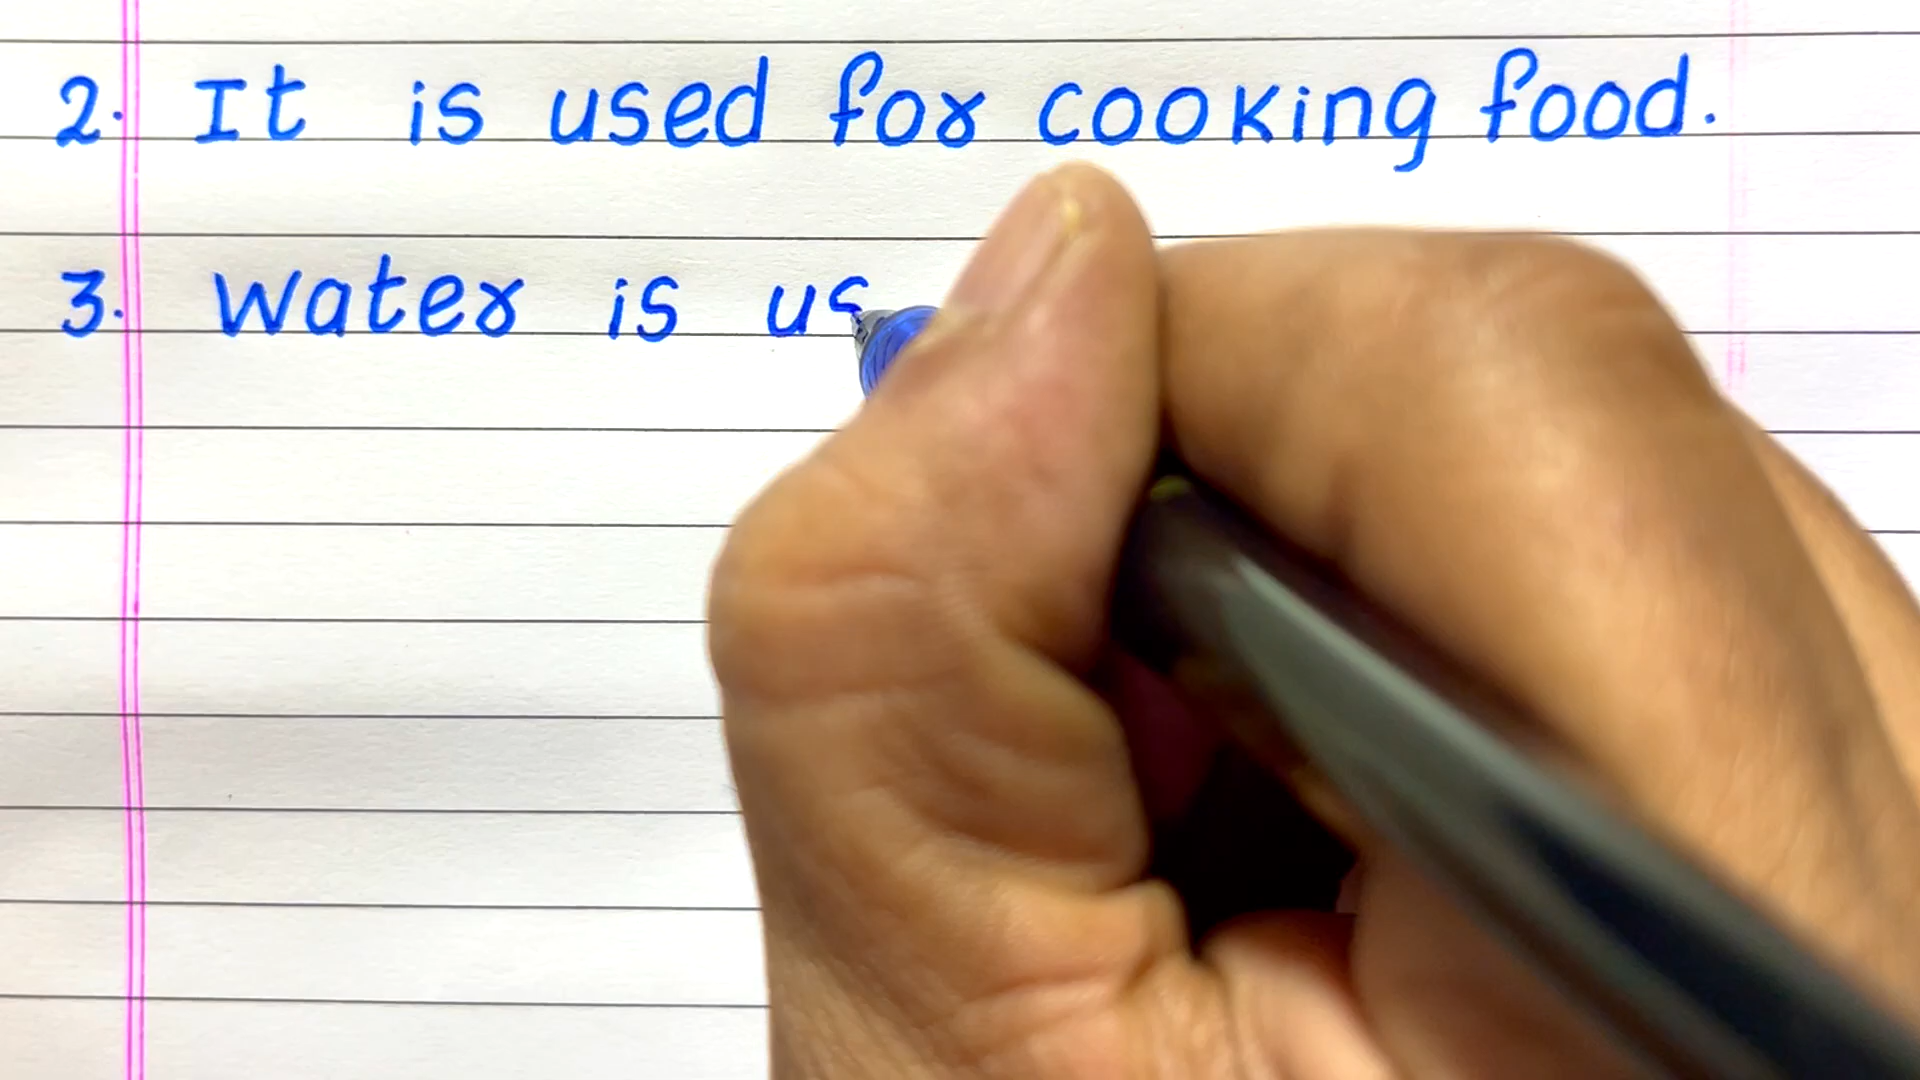 2. It is used for cooking food.
3. Water is us